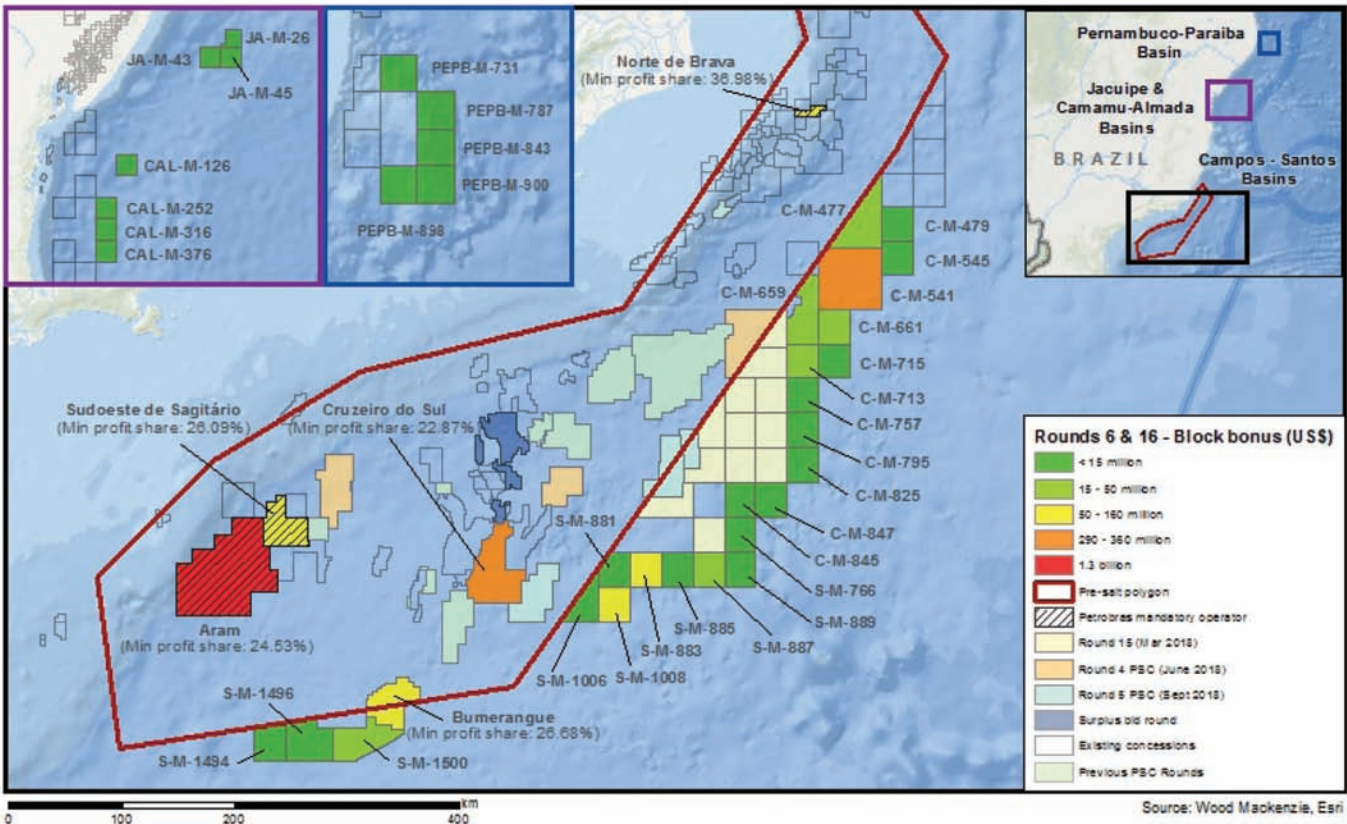 JA-M-26
JA-M-43
JA-M-45
CAL-M-126
CAL-M-252
CAL-M-316
CAL-M-376
PEPB-M-731
PEPB-M-787
PEPB-M-843
PEPB-M-900
PEPB-M-898
Norte de Brava
(Min profit share: 36.98%)
Pernambuco-Paraiba
Basin
Jacuipe &
Camamu-Almada
Basins
BRAZIL
Campos - Santos
Basins
C-M-477
C-M-479
C-M-545
C-M-659
C-M-541
C-M-661
C-M-715
C-M-713
C-M-757
C-M-795
C-M-825
C-M-847
C-M-845
S-M-766
S-M-889
S-M-887
S-M-885
S-M-883
S-M-1008
S-M-1006
S-M-881
Sudoeste de Sagitário
(Min profit share: 26.09%)
Cruzeiro do Sul
(Min profit share: 22.87%)
Aram
(Min profit share: 24.53%)
S-M-1496
S-M-1494
S-M-1500
Bumerangue
(Min profit share: 26.68%)
Rounds 6 & 16 - Block bonus (US$)
<15 million
15 - 50 million
50 - 160 million
290 - 360 million
1.3 billion
Pre-salt polygon
Petrobras mandatory operator
Round 15 (Mar 2018)
Round 4 PSC (June 2018)
Round 5 PSC (Sept 2018)
Surplus bid round
Existing concessions
Previous PSC Rounds
0 100 200 400 km
Source: Wood Mackenzie, Esri